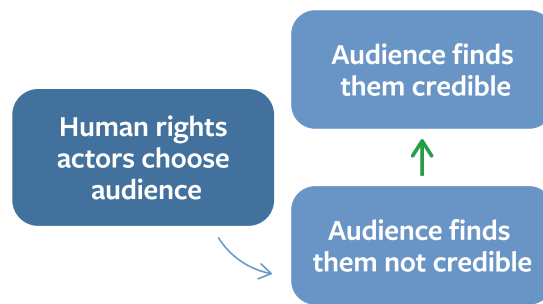 Human rights
actors choose
audience
Audience finds
them credible
Audience finds
them not credible